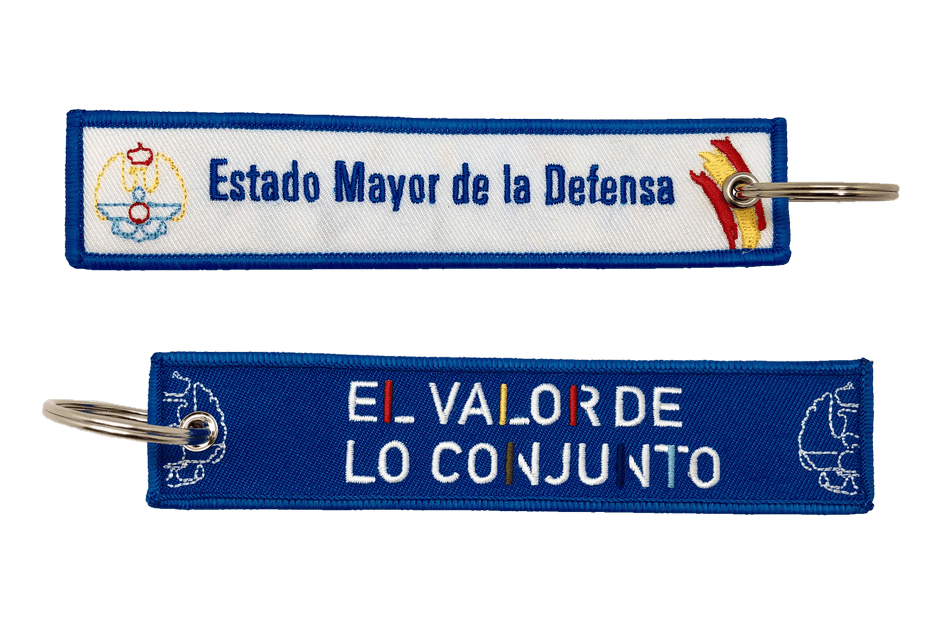 Estado Mayor de la Defensa
EL VALOR DE
LO CONJUNTO